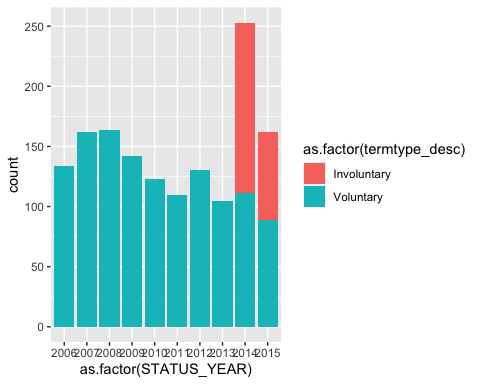 250
200
150
100
50
0
count
2006 2007 2008 2009 2010 2011 2012 2013 2014 2015
as.factor(STATUS_YEAR)
as.factor(termtype_desc)
Involuntary
Voluntary